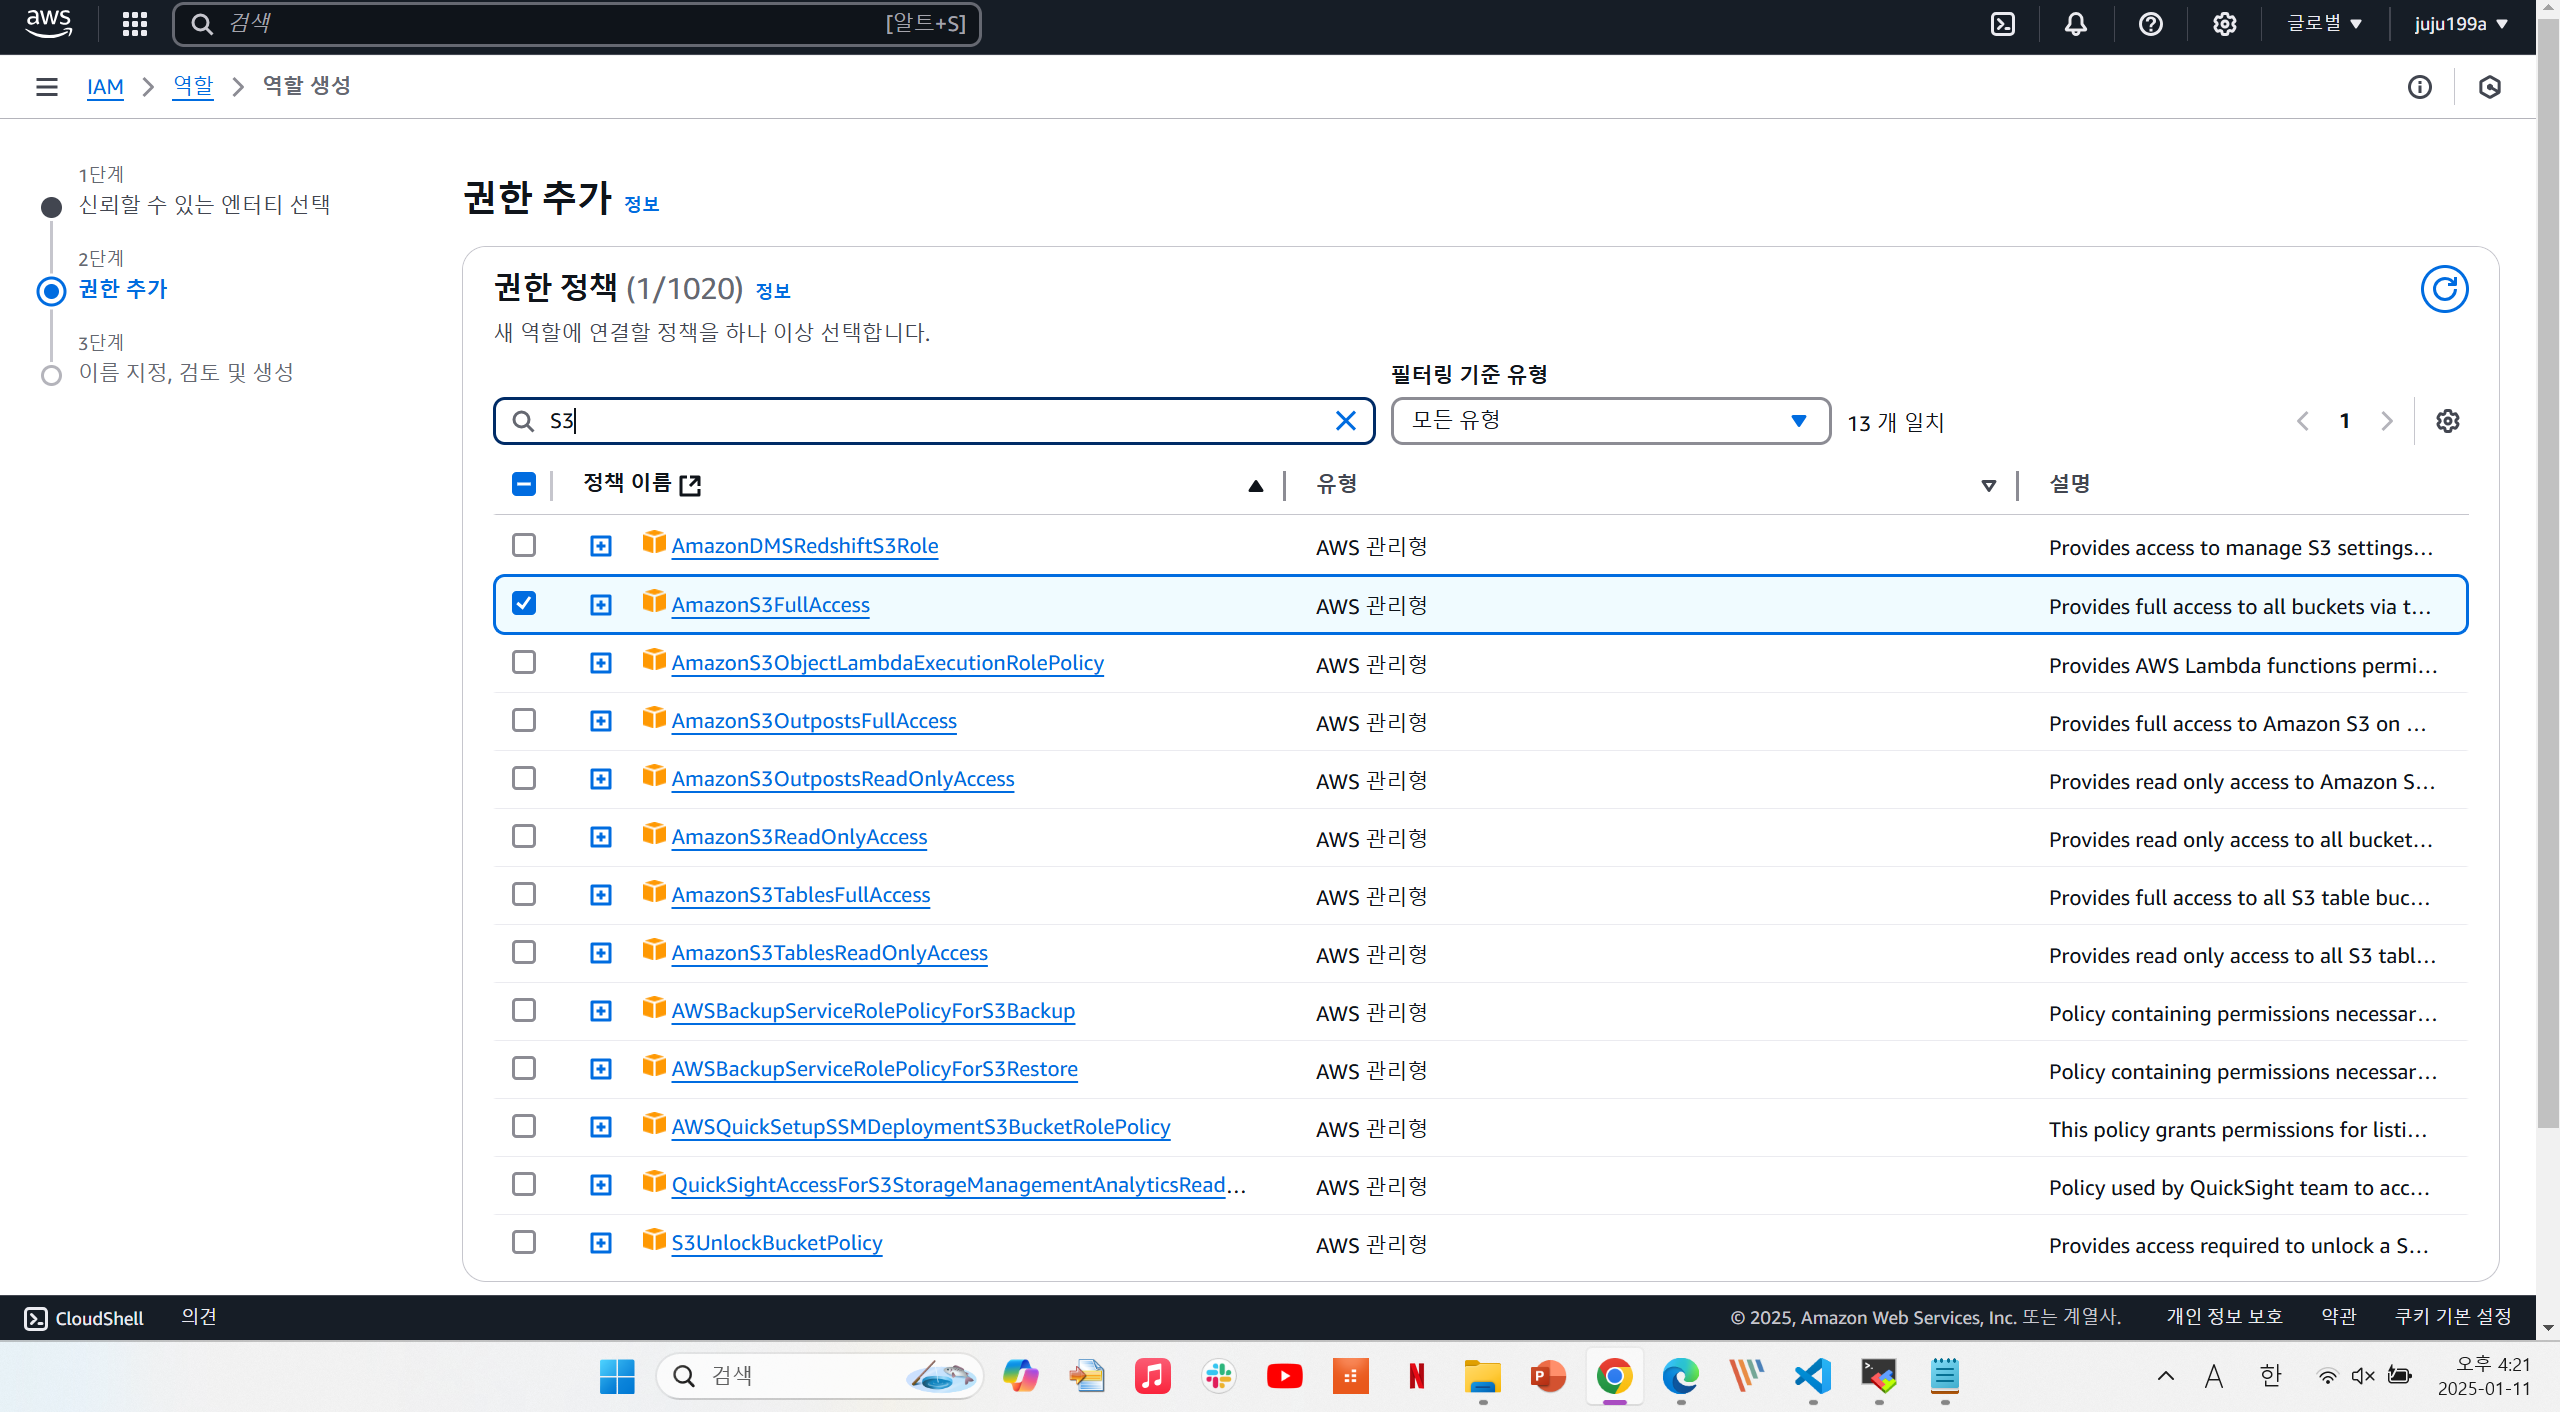 aws
검색
[알트+S]
글로벌
juju199a
IAM
역할
역할 생성
1단계
신뢰할 수 있는 엔터티 선택
2단계
권한 추가
3단계
이름 지정, 검토 및 생성
권한 추가 정보
권한 정책 (1/1020) 정보
새 역할에 연결할 정책을 하나 이상 선택합니다.
필터링 기준 유형
S3
모든 유형
13 개 일치
1
정책 이름
유형
설명
AmazonDMSRedshiftS3Role AWS 관리형 Provides access to manage S3 settings…
AmazonS3FullAccess AWS 관리형 Provides full access to all buckets via t…
AmazonS3ObjectLambdaExecutionRolePolicy AWS 관리형 Provides AWS Lambda functions permi…
AmazonS3OutpostsFullAccess AWS 관리형 Provides full access to Amazon S3 on …
AmazonS3OutpostsReadOnlyAccess AWS 관리형 Provides read only access to Amazon S…
AmazonS3ReadOnlyAccess AWS 관리형 Provides read only access to all bucket…
AmazonS3TablesFullAccess AWS 관리형 Provides full access to all S3 table buc…
AmazonS3TablesReadOnlyAccess AWS 관리형 Provides read only access to all S3 tabl…
AWSBackupServiceRolePolicyForS3Backup AWS 관리형 Policy containing permissions necessar…
AWSBackupServiceRolePolicyForS3Restore AWS 관리형 Policy containing permissions necessar…
AWSQuickSetupSSMDeploymentS3BucketRolePolicy AWS 관리형 This policy grants permissions for listi…
QuickSightAccessForS3StorageManagementAnalyticsRead… AWS 관리형 Policy used by QuickSight team to acc…
S3UnlockBucketPolicy AWS 관리형 Provides access required to unlock a S…
CloudShell
의견
© 2025, Amazon Web Services, Inc. 또는 계열사.
개인 정보 보호
약관
쿠키 기본 설정
검색
N
P
A
한
오후 4:21
2025-01-11